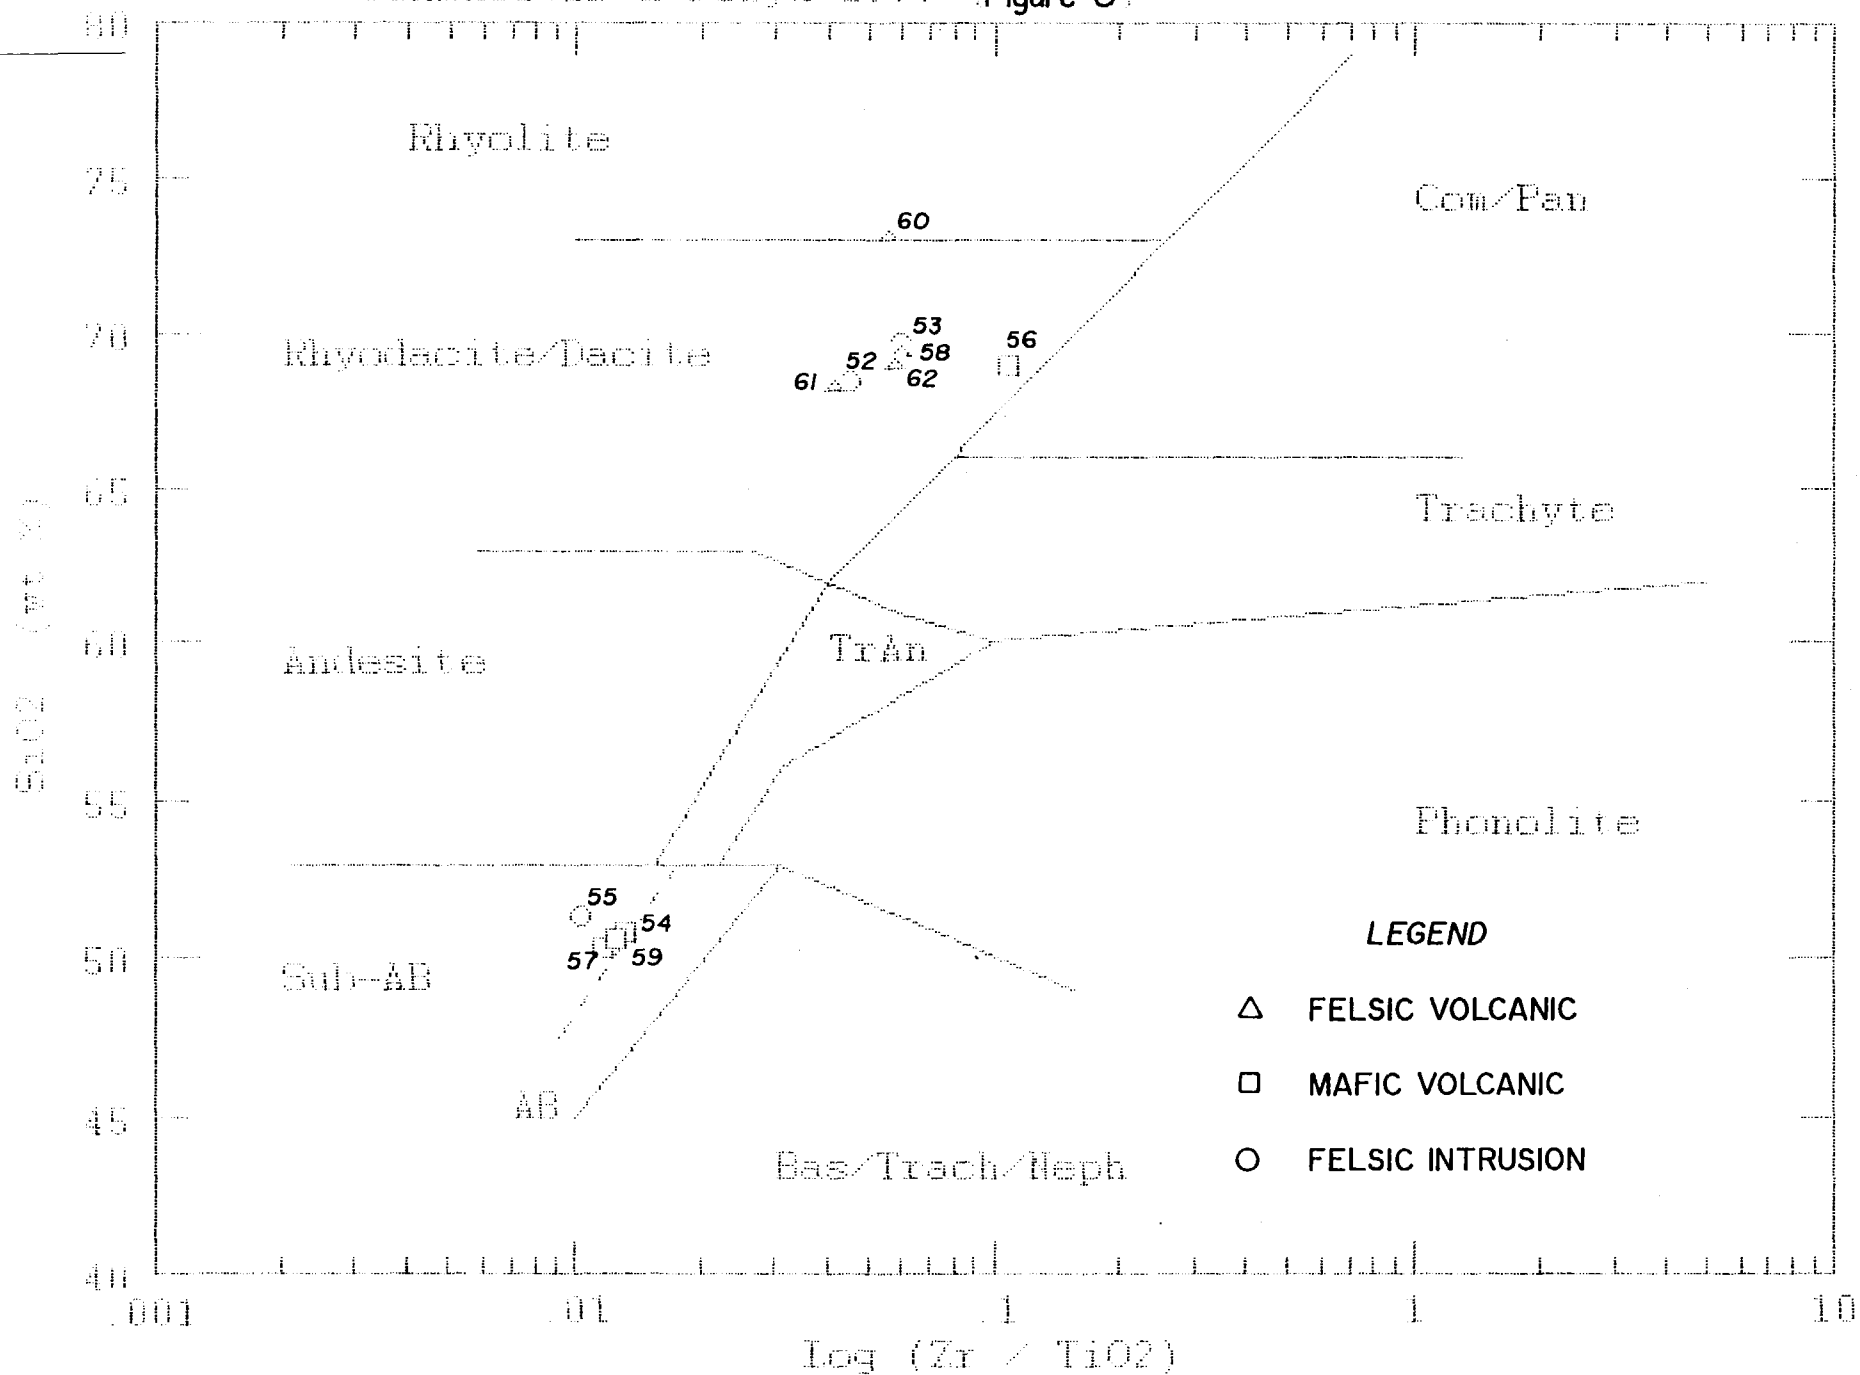 Figure
80
Rhyolite
75
Com/Pan
60
70
53
56
Rhyodacite/Dacite
52
58
61
62
65
Trachyte
SiO2 (wt %)
60
Andesite
TrAn
55
Phonolite
55
54
LEGEND
57
59
50
Sub-AB
FELSIC VOLCANIC
MAFIC VOLCANIC
AB
45
Bas/Trach/Neph
FELSIC INTRUSION
40
.001
.01
.1
1
10
Log (Zr / TiO2)